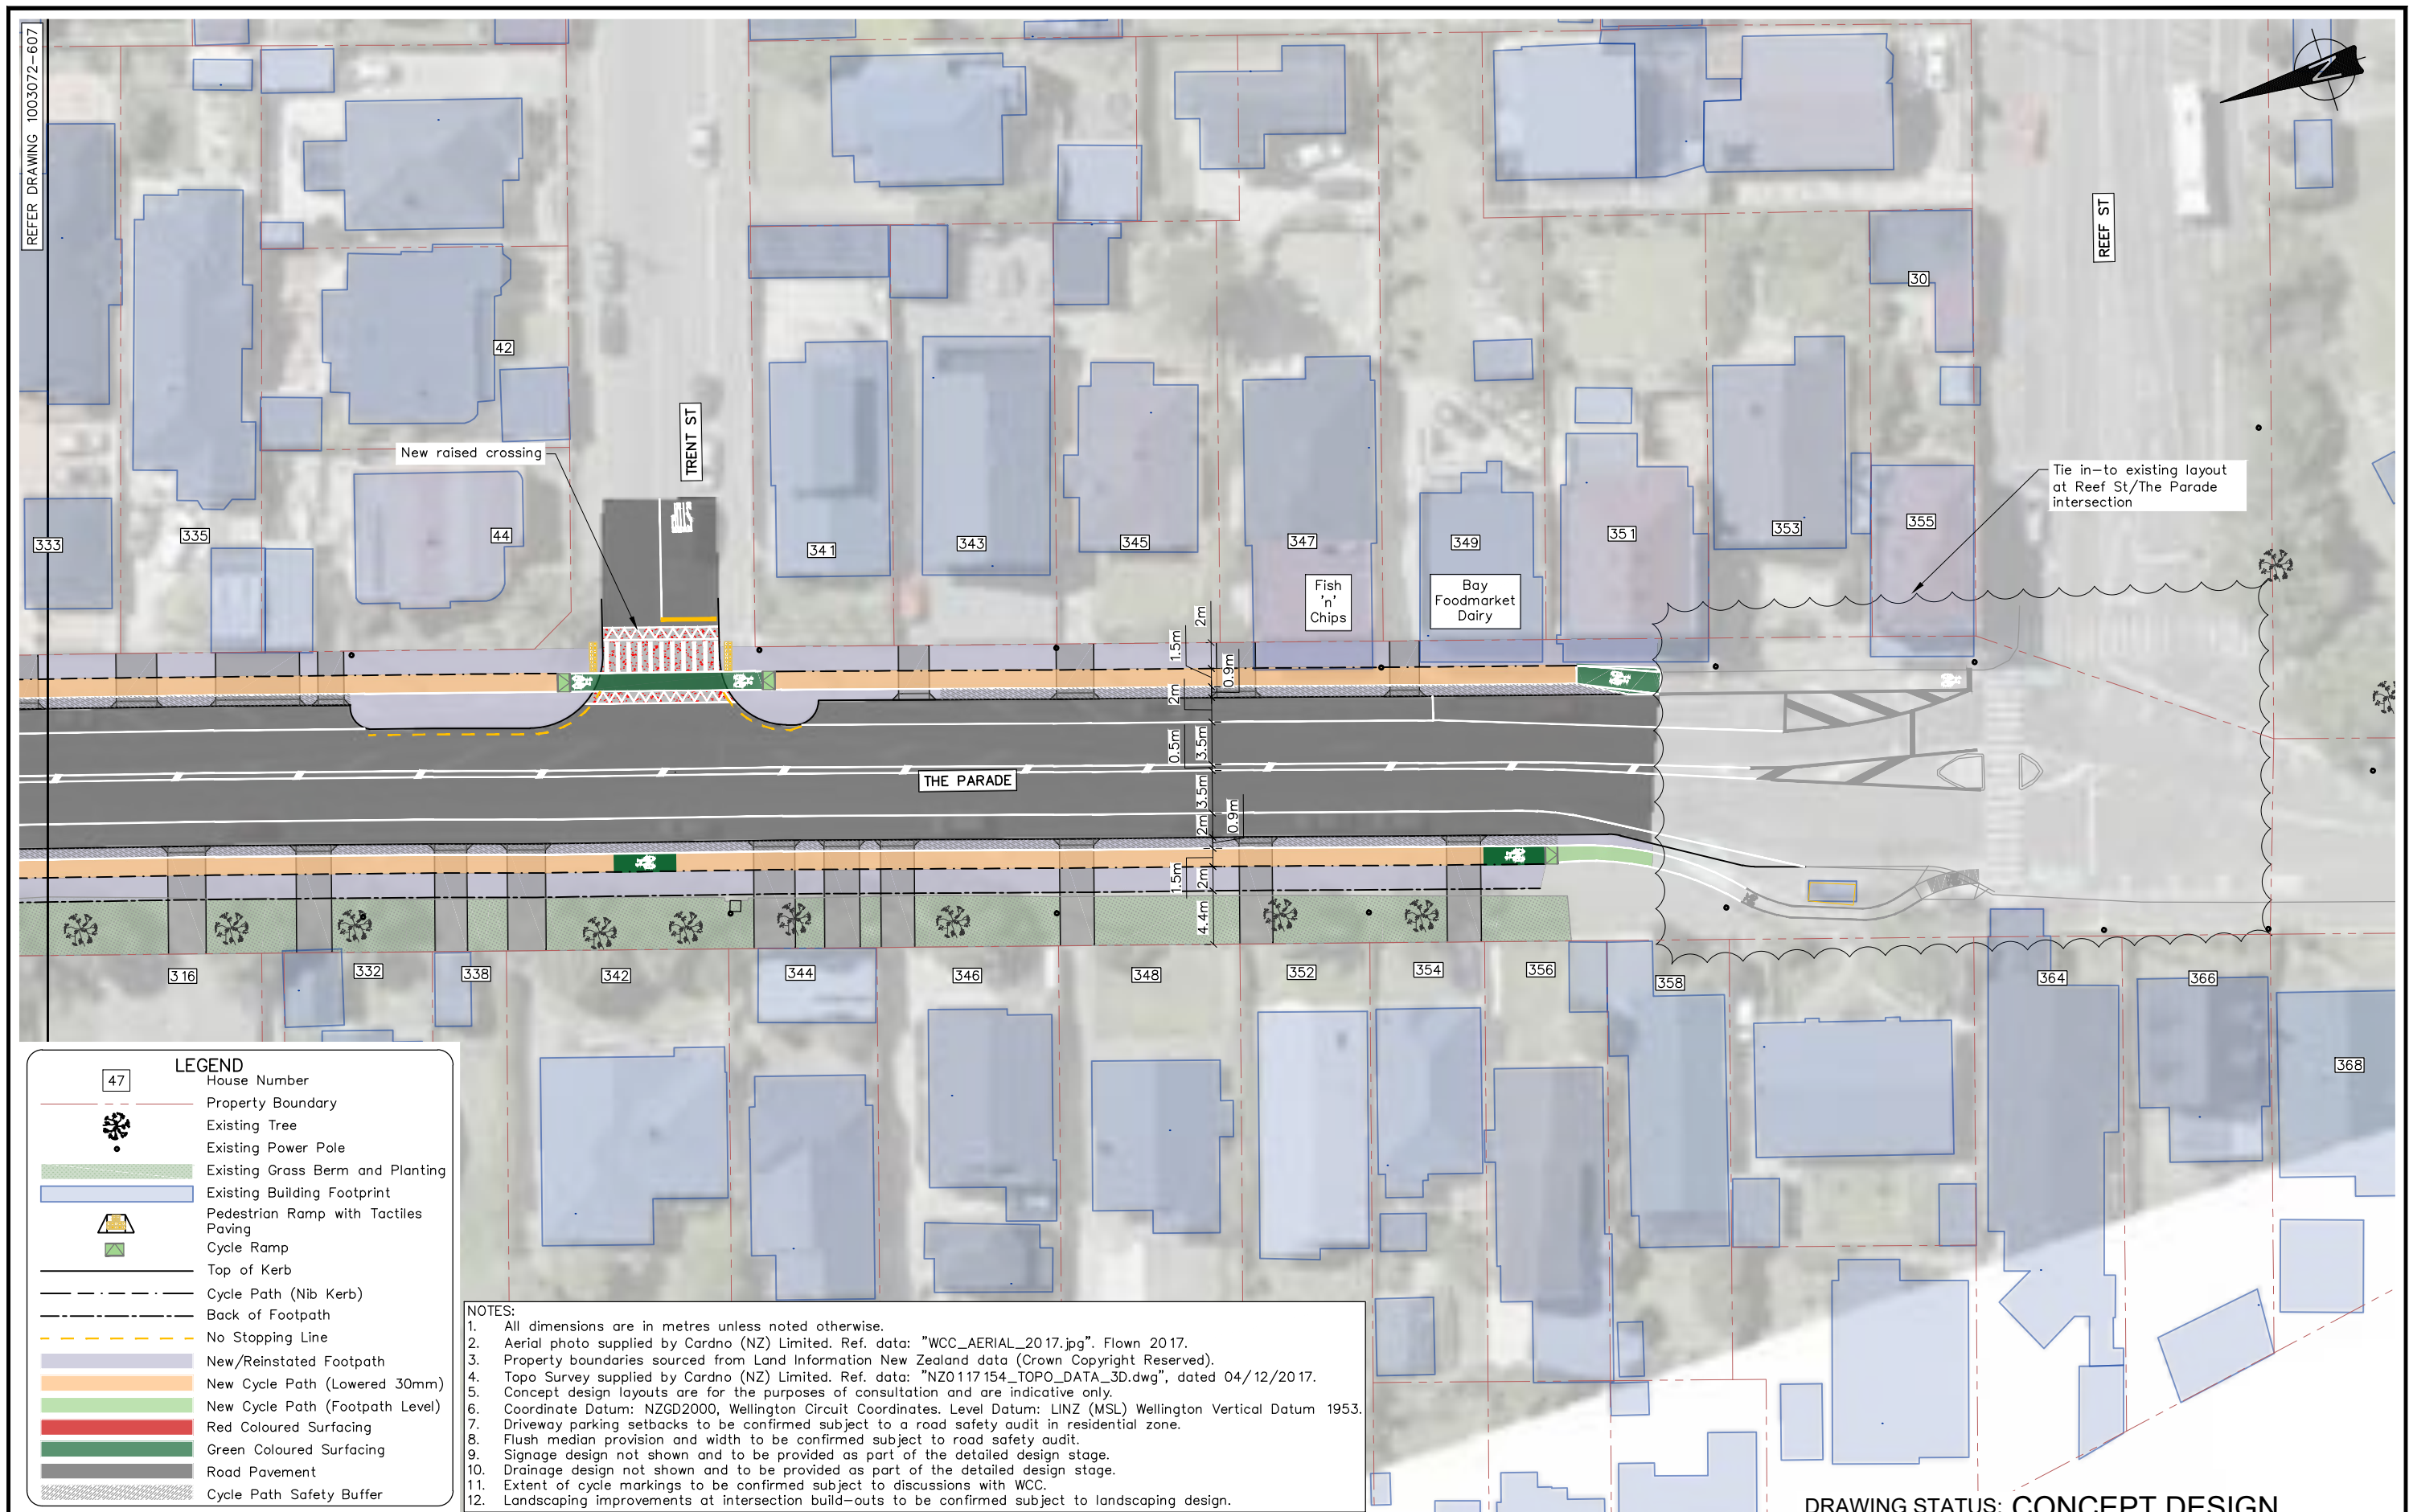 REFER DRAWING 1003072-607
N
REEF ST
30
42
TRENT ST
New raised crossing
Tie in-to existing layout
at Reef St/The Parade
intersection
333
335
44
341
343
345
347
349
351
353
355
Fish
'n'
Chips
Bay
Foodmarket
Dairy
2m
1.5m
0.9m
2m
0.5m
3.5m
THE PARADE
3.5m
0.9m
2m
1.5m
2m
4.4m
316
332
338
342
344
346
348
352
354
356
358
364
366
368
LEGEND
47 House Number
Property Boundary
Existing Tree
Existing Power Pole
Existing Grass Berm and Planting
Existing Building Footprint
Pedestrian Ramp with Tactiles
Paving
Cycle Ramp
Top of Kerb
Cycle Path (Nib Kerb)
Back of Footpath
No Stopping Line
New/Reinstated Footpath
New Cycle Path (Lowered 30mm)
New Cycle Path (Footpath Level)
Red Coloured Surfacing
Green Coloured Surfacing
Road Pavement
Cycle Path Safety Buffer
NOTES:
1. All dimensions are in metres unless noted otherwise.
2. Aerial photo supplied by Cardno (NZ) Limited. Ref. data: "WCC_AERIAL_2017.jpg". Flown 2017.
3. Property boundaries sourced from Land Information New Zealand data (Crown Copyright Reserved).
4. Topo Survey supplied by Cardno (NZ) Limited. Ref. data: "NZ0117154_TOPO_DATA_3D.dwg", dated 04/12/2017.
5. Concept design layouts are for the purposes of consultation and are indicative only.
6. Coordinate Datum: NZGD2000, Wellington Circuit Coordinates. Level Datum: LINZ (MSL) Wellington Vertical Datum 1953.
7. Driveway parking setbacks to be confirmed subject to a road safety audit in residential zone.
8. Flush median provision and width to be confirmed subject to road safety audit.
9. Signage design not shown and to be provided as part of the detailed design stage.
10. Drainage design not shown and to be provided as part of the detailed design stage.
11. Extent of cycle markings to be confirmed subject to discussions with WCC.
12. Landscaping improvements at intersection build-outs to be confirmed subject to landscaping design.
DRAWING STATUS: CONCEPT DESIGN